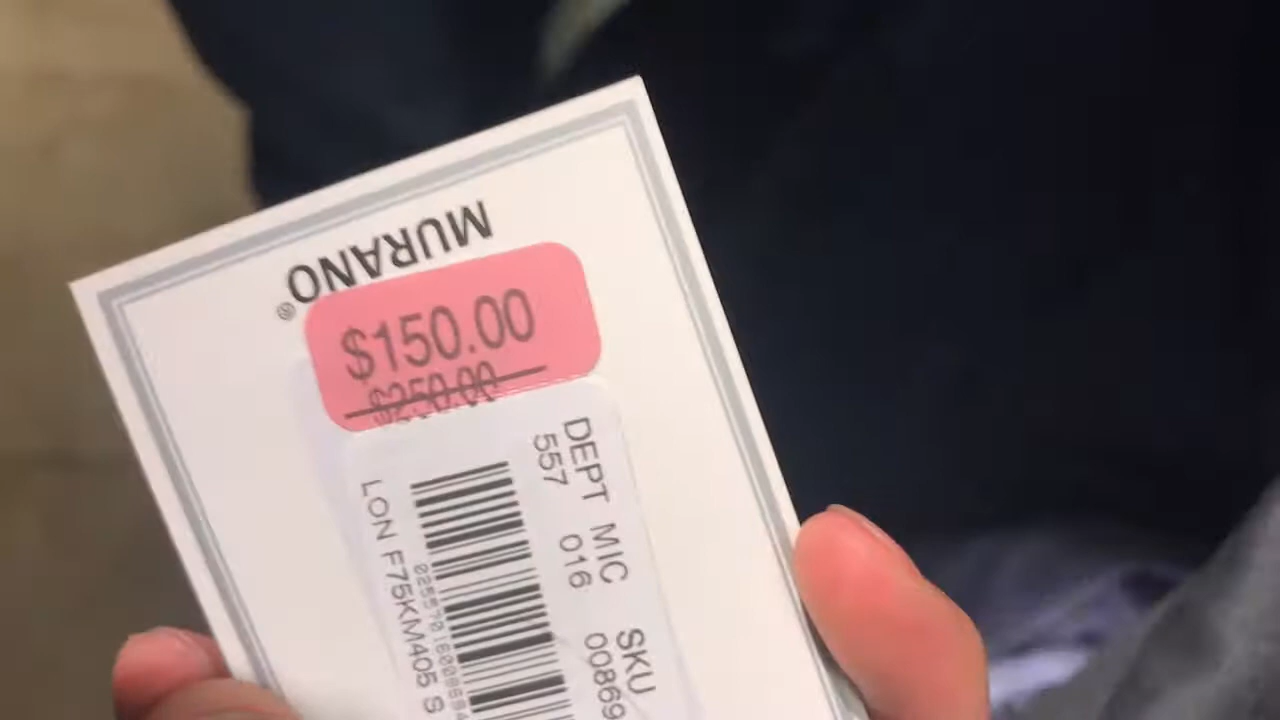 MURANO®
$150.00
$250.00
DEPT MIC SKU
557 016 00869
LON F75KM405 S